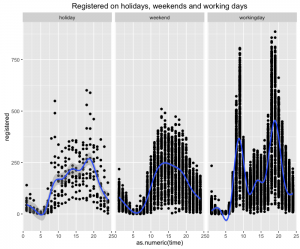 Registered on holidays, weekends and working days
holiday weekend workingday
registered
750
500
250
0
0 5 10 15 20 25 0 5 10 15 20 25 0 5 10 15 20 25
as.numeric(time)